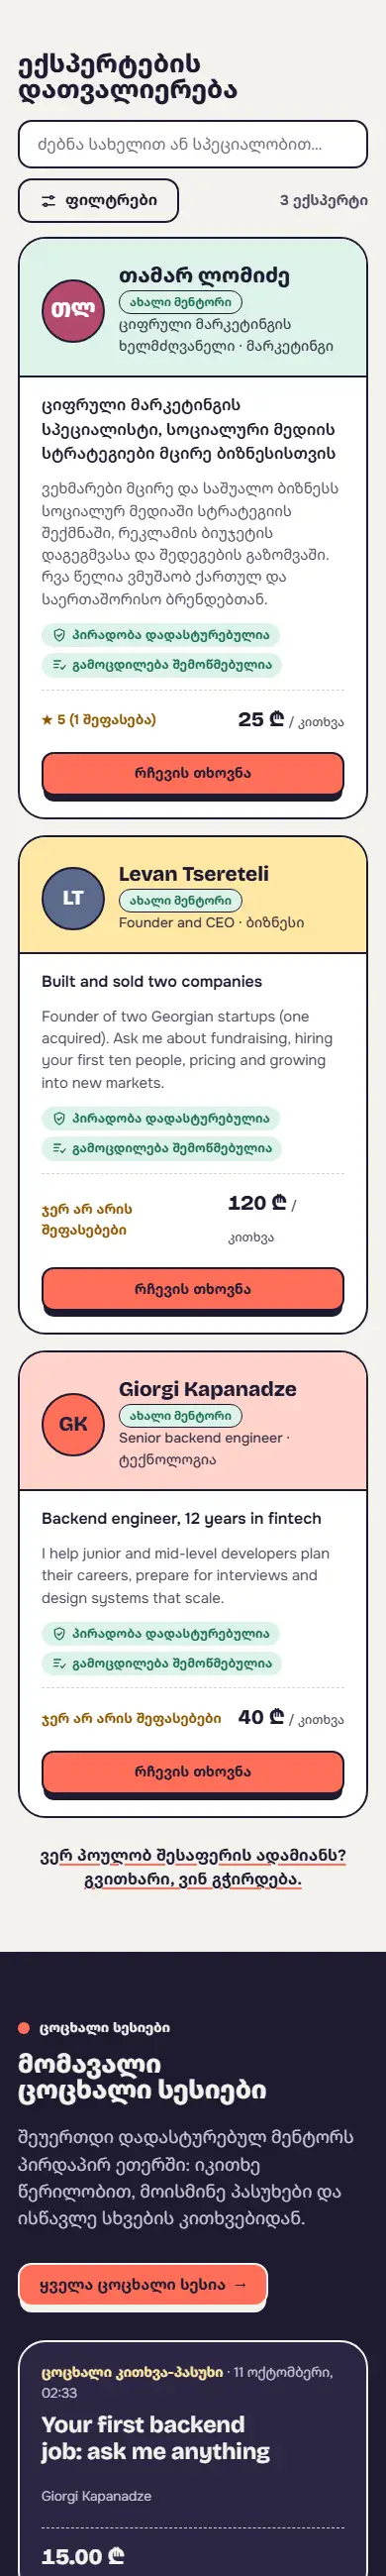 ექსპერტების
დათვალიერება
ძებნა სახელით ან სპეციალობით...
ფილტრები
3 ექსპერტი
თლ
თამარ ლომიძე
ახალი მენტორი
ციფრული მარკეტინგის
ხელმძღვანელი · მარკეტინგი
ციფრული მარკეტინგის
სპეციალისტი, სოციალური მედიის
სტრატეგიები მცირე ბიზნესისთვის
ვეხმარები მცირე და საშუალო ბიზნესს
სოციალურ მედიაში სტრატეგიის
შექმნაში, რეკლამის ბიუჯეტის
დაგეგმვასა და შედეგების გაზომვაში.
რვა წელია ვმუშაობ ქართულ და
საერთაშორისო ბრენდებთან.
პირადობა დადასტურებულია
გამოცდილება შემოწმებულია
★ 5 (1 შეფასება)
25 ₾ / კითხვა
რჩევის თხოვნა
LT
Levan Tsereteli
ახალი მენტორი
Founder and CEO · ბიზნესი
Built and sold two companies
Founder of two Georgian startups (one
acquired). Ask me about fundraising, hiring
your first ten people, pricing and growing
into new markets.
პირადობა დადასტურებულია
გამოცდილება შემოწმებულია
ჯერ არ არის
შეფასებები
120 ₾ /
კითხვა
რჩევის თხოვნა
GK
Giorgi Kapanadze
ახალი მენტორი
Senior backend engineer ·
ტექნოლოგია
Backend engineer, 12 years in fintech
I help junior and mid-level developers plan
their careers, prepare for interviews and
design systems that scale.
პირადობა დადასტურებულია
გამოცდილება შემოწმებულია
ჯერ არ არის შეფასებები
40 ₾ / კითხვა
რჩევის თხოვნა
ვერ პოულობ შესაფერის ადამიანს?
გვითხარი, ვინ გჭირდება.
ცოცხალი სესიები
მომავალი
ცოცხალი სესიები
შეუერთდი დადასტურებულ მენტორს
პირდაპირ ეთერში: იკითხე
წერილობით, მოისმინე პასუხები და
ისწავლე სხვების კითხვებიდან.
ყველა ცოცხალი სესია →
ცოცხალი კითხვა-პასუხი · 11 ოქტომბერი,
02:33
Your first backend
job: ask me anything
Giorgi Kapanadze
15.00 ₾